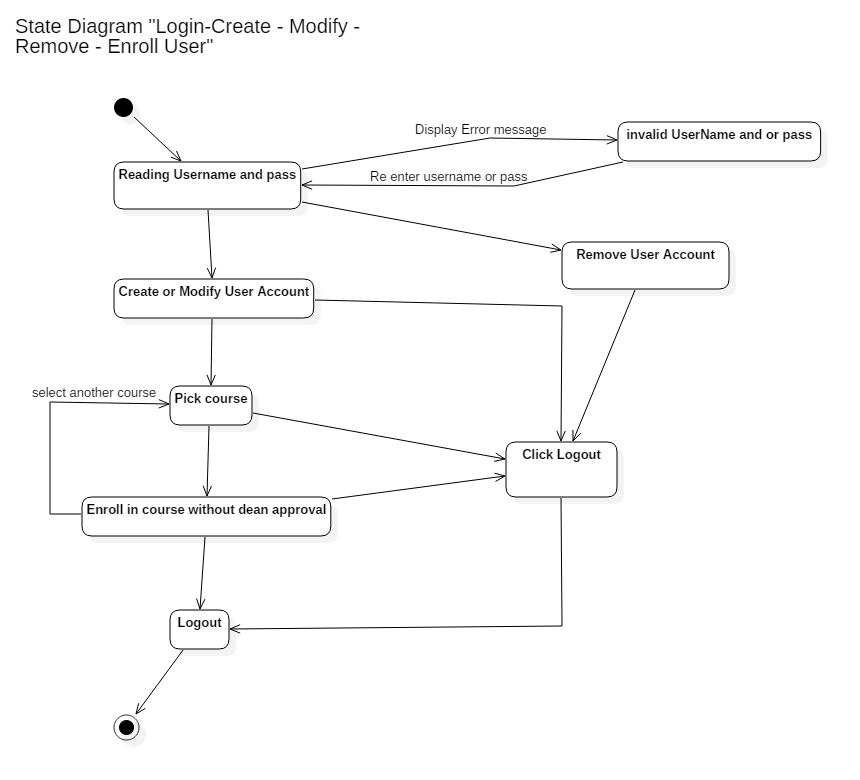 State Diagram "Login-Create - Modify -
Remove - Enroll User"
Display Error message
invalid UserName and or pass
Reading Username and pass
Re enter username or pass
Remove User Account
Create or Modify User Account
select another course
Pick course
Click Logout
Enroll in course without dean approval
Logout